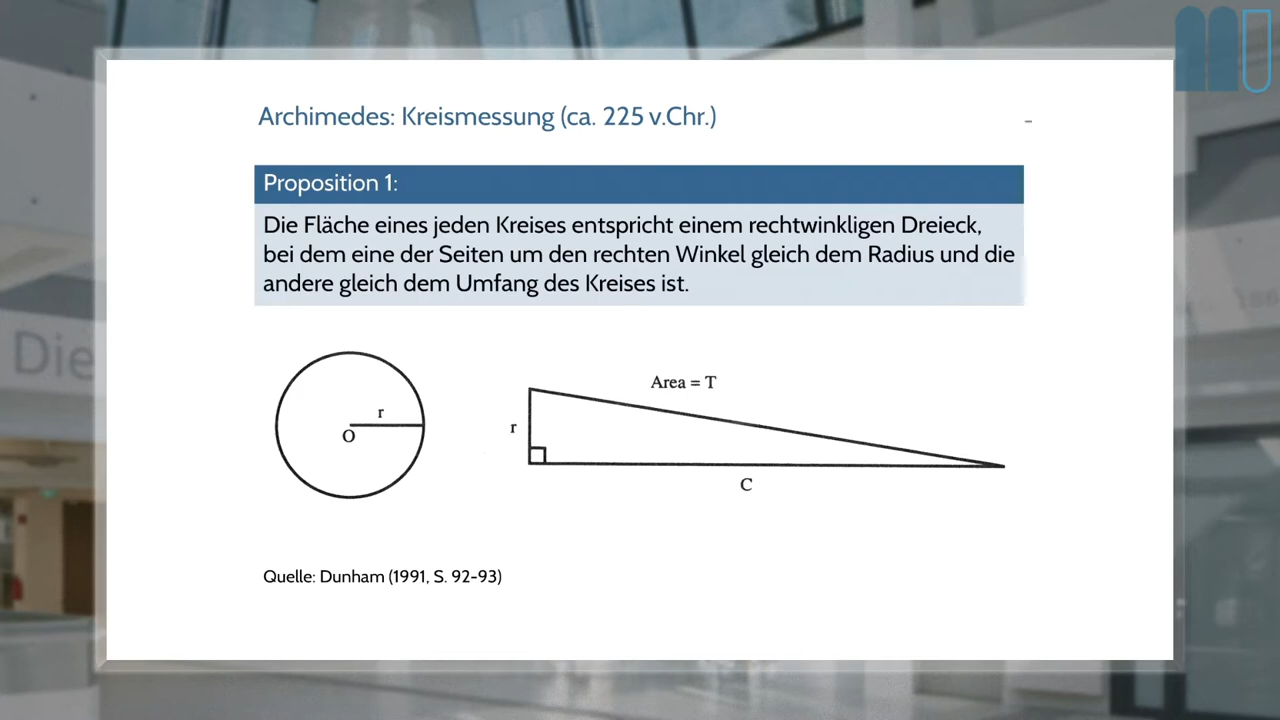 Archimedes: Kreismessung (ca. 225 v.Chr.)
Proposition 1:
Die Fläche eines jeden Kreises entspricht einem rechtwinkligen Dreieck,
bei dem eine der Seiten um den rechten Winkel gleich dem Radius und die
andere gleich dem Umfang des Kreises ist.
Die
r
O
Area = T
r
C
Quelle: Dunham (1991, S. 92-93)